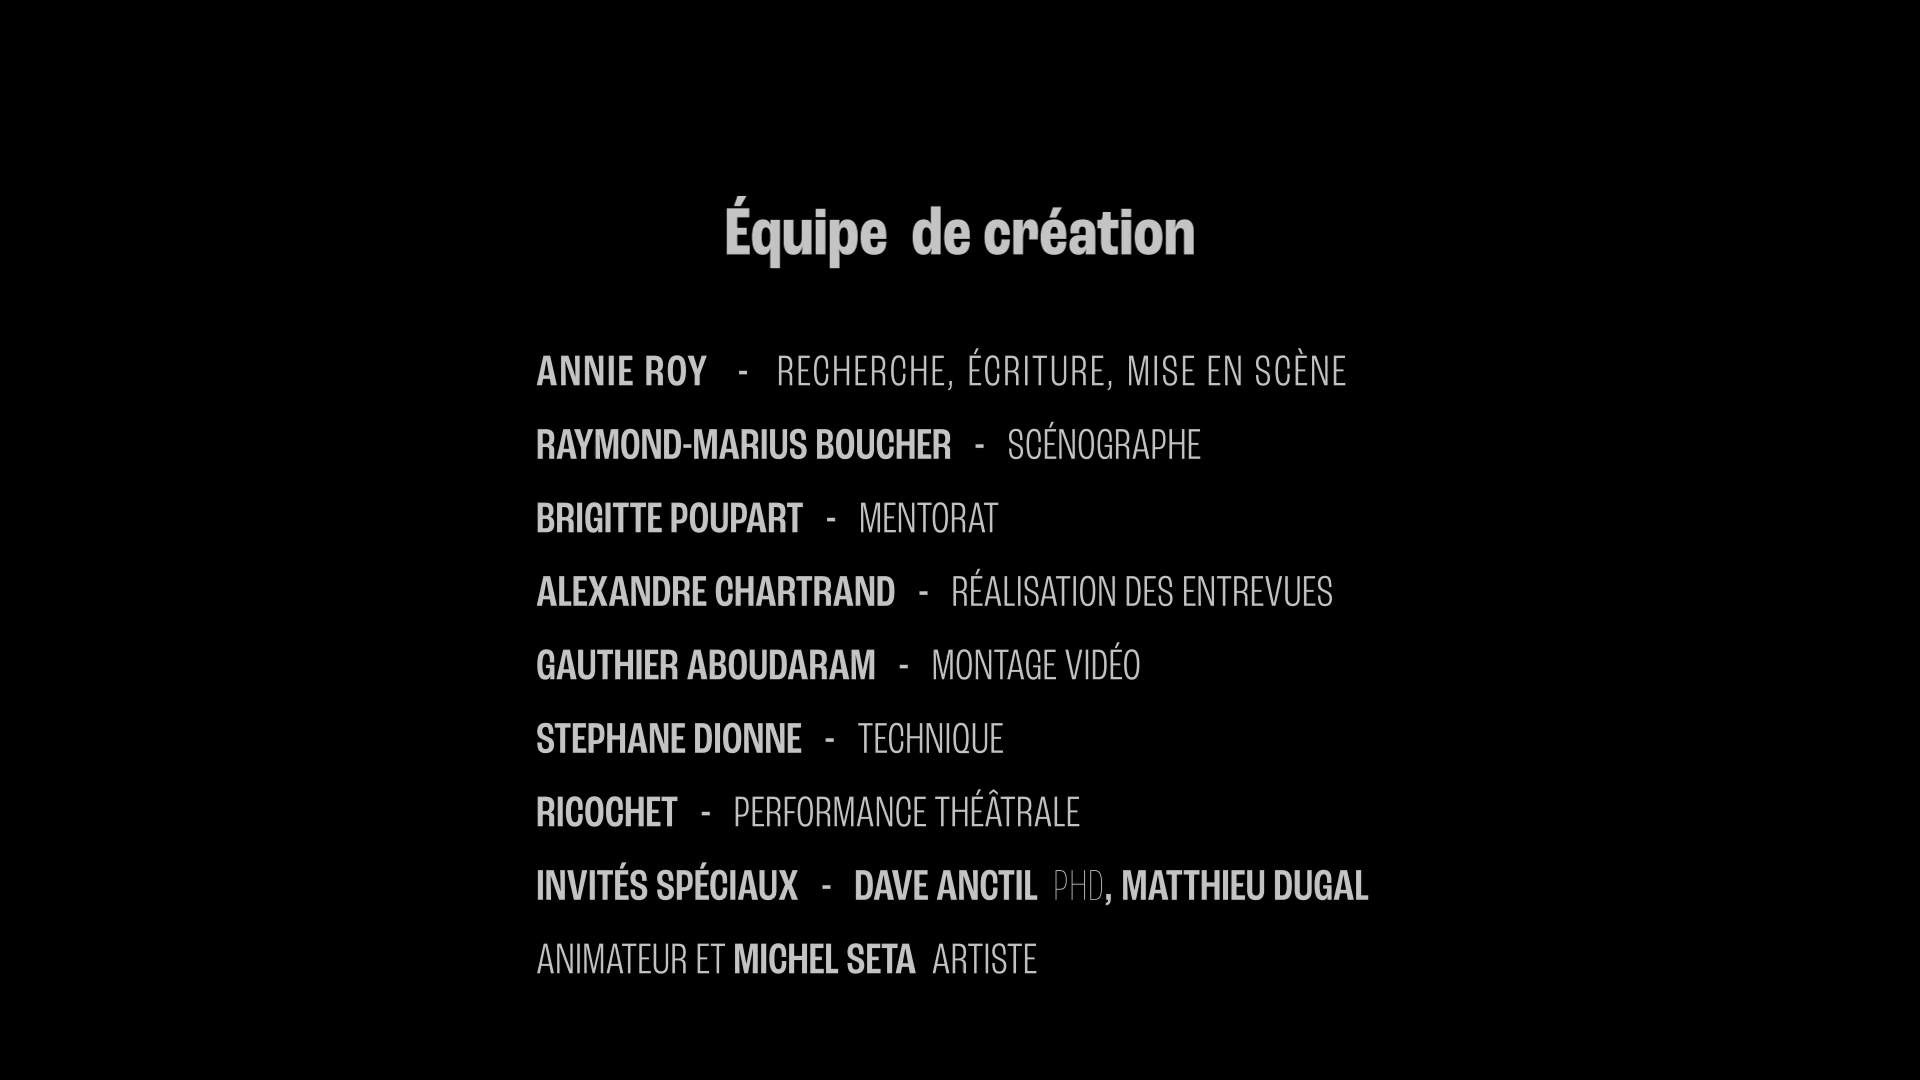 Équipe de création
ANNIE ROY - RECHERCHE, ÉCRITURE, MISE EN SCÈNE
RAYMOND-MARIUS BOUCHER - SCÉNOGRAPHE
BRIGITTE POUPART - MENTORAT
ALEXANDRE CHARTRAND - RÉALISATION DES ENTREVUES
GAUTHIER ABOUDARAM - MONTAGE VIDÉO
STEPHANE DIONNE - TECHNIQUE
RICOCHET - PERFORMANCE THÉÂTRALE
INVITÉS SPÉCIAUX - DAVE ANCTIL PHD, MATTHIEU DUGAL
ANIMATEUR ET MICHEL SETA ARTISTE